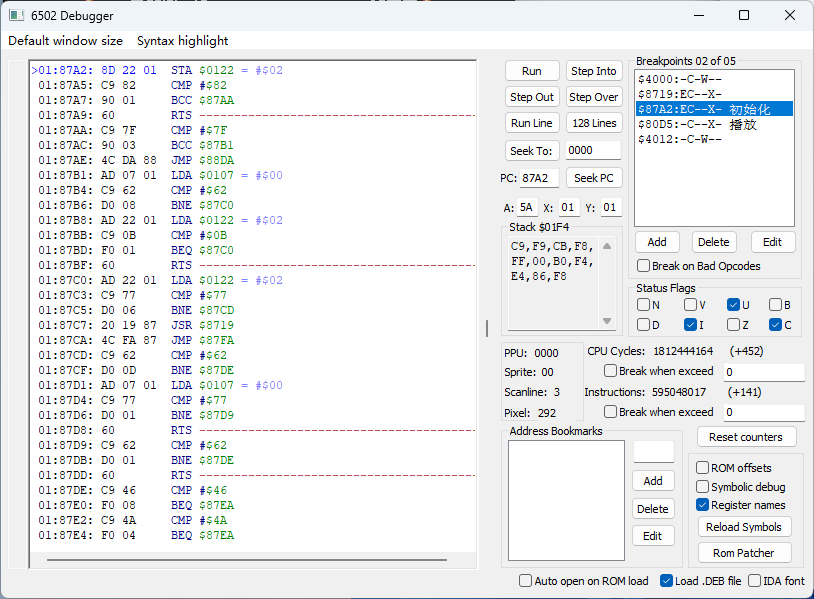 6502 Debugger
Default window size Syntax highlight
>01:87A2: 8D 22 01 STA $0122 = #$02
01:87A5: C9 82 CMP #$82
01:87A7: 90 01 BCC $87AA
01:87A9: 60 RTS
01:87AA: C9 7F CMP #$7F
01:87AC: 90 03 BCC $87B1
01:87AE: 4C DA 88 JMP $88DA
01:87B1: AD 07 01 LDA $0107 = #$00
01:87B4: C9 62 CMP #$62
01:87B6: D0 08 BNE $87C0
01:87B8: AD 22 01 LDA $0122 = #$02
01:87BB: C9 0B CMP #$0B
01:87BD: F0 01 BEQ $87C0
01:87BF: 60 RTS
01:87C0: AD 22 01 LDA $0122 = #$02
01:87C3: C9 77 CMP #$77
01:87C5: D0 06 BNE $87CD
01:87C7: 20 19 87 JSR $8719
01:87CA: 4C FA 87 JMP $87FA
01:87CD: C9 62 CMP #$62
01:87CF: D0 0D BNE $87DE
01:87D1: AD 07 01 LDA $0107 = #$00
01:87D4: C9 77 CMP #$77
01:87D6: D0 01 BNE $87D9
01:87D8: 60 RTS
01:87D9: C9 62 CMP #$62
01:87DB: D0 01 BNE $87DE
01:87DD: 60 RTS
01:87DE: C9 46 CMP #$46
01:87E0: F0 08 BEQ $87EA
01:87E2: C9 4A CMP #$4A
01:87E4: F0 04 BEQ $87EA
Run Step Into
Step Out Step Over
Run Line 128 Lines
Seek To: 0000
PC: 87A2 Seek PC
A: 5A X: 01 Y: 01
Stack $01F4
C9,F9,CB,F8,
FF,00,B0,F4,
E4,86,F8
Breakpoints 02 of 05
$4000:-C-W--
$8719:EC--X-
$87A2:EC--X- 初始化
$80D5:-C--X- 播放
$4012:-C-W--
Add Delete Edit
Break on Bad Opcodes
Status Flags
N V U B
D I Z C
PPU: 0000
Sprite: 00
Scanline: 3
Pixel: 292
CPU Cycles: 1812444164 (+452)
Break when exceed 0
Instructions: 595048017 (+141)
Break when exceed 0
Address Bookmarks
Add
Delete
Edit
Reset counters
ROM offsets
Symbolic debug
Register names
Reload Symbols
Rom Patcher
Auto open on ROM load Load .DEB file IDA font